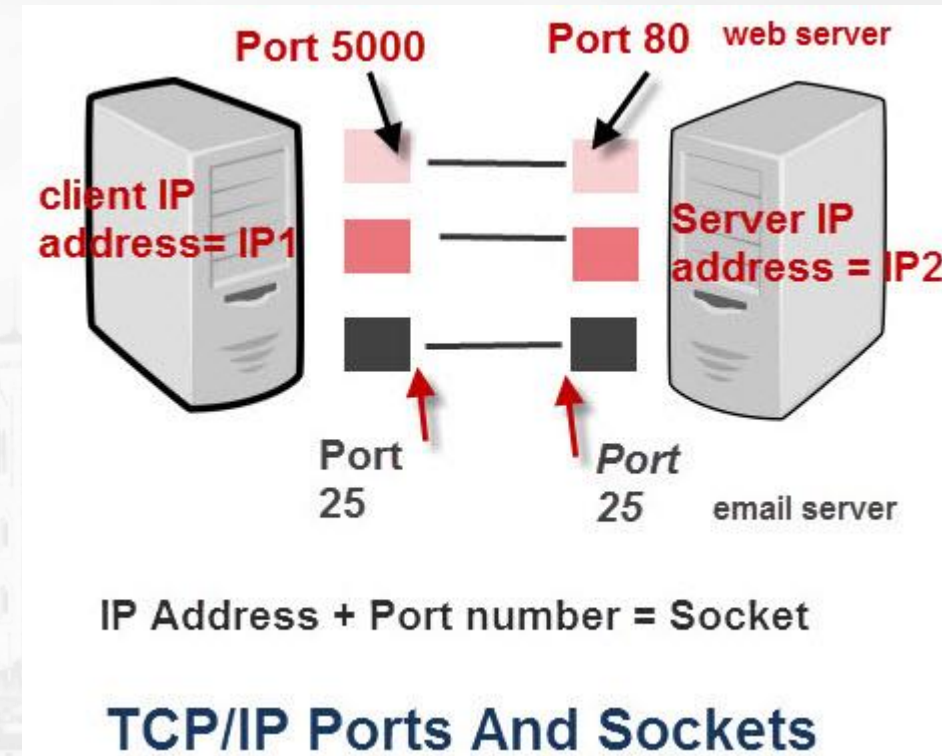 Port 5000
Port 80 web server
client IP
address= IP1
Server IP
address = IP2
Port
25
Port
25 email server
IP Address + Port number = Socket
TCP/IP Ports And Sockets